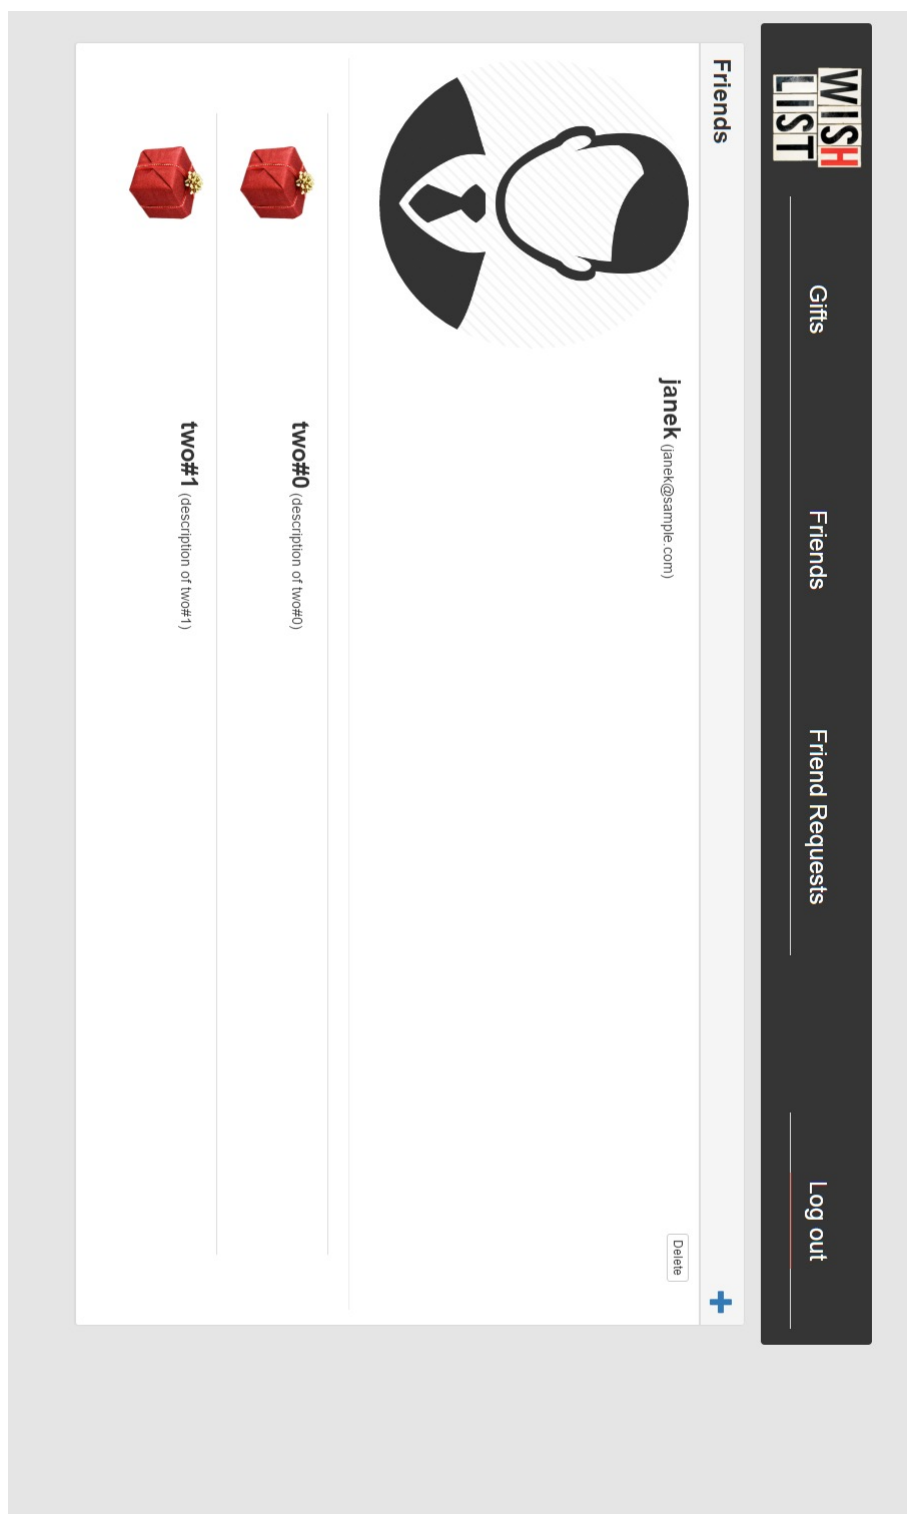 WISH
LIST
Gifts
Friends
Friend Requests
Log out
Friends
janek (janek@sample.com)
Delete
two#0 (description of two#0)
two#1 (description of two#1)